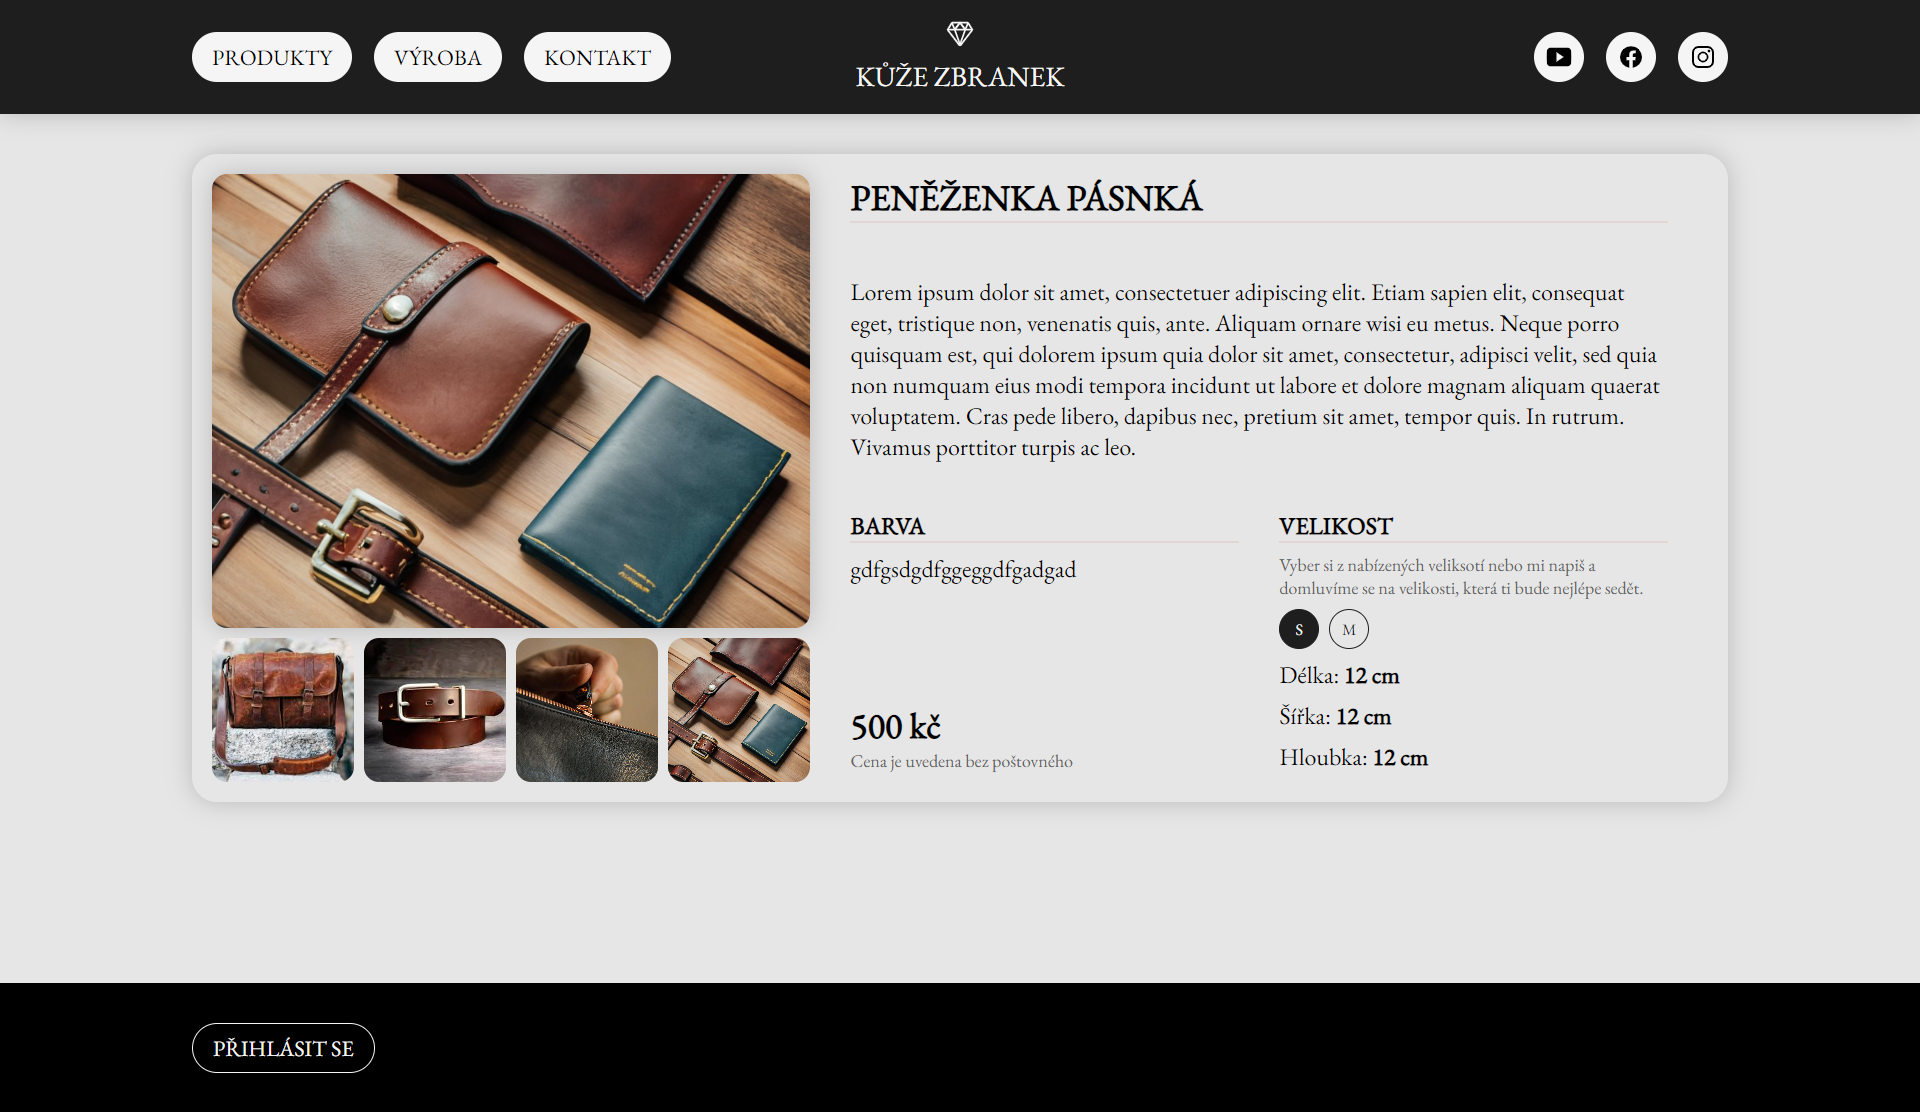 PRODUKTY
VÝROBA
KONTAKT
KŮŽE ZBRANEK
PENĚŽENKA PÁSNKÁ
Lorem ipsum dolor sit amet, consectetuer adipiscing elit. Etiam sapien elit, consequat
eget, tristique non, venenatis quis, ante. Aliquam ornare wisi eu metus. Neque porro
quisquam est, qui dolorem ipsum quia dolor sit amet, consectetur, adipisci velit, sed quia
non numquam eius modi tempora incidunt ut labore et dolore magnam aliquam quaerat
voluptatem. Cras pede libero, dapibus nec, pretium sit amet, tempor quis. In rutrum.
Vivamus porttitor turpis ac leo.
BARVA
gdfgsdgdfggeggdfgadgad
500 kč
Cena je uvedena bez poštovného
VELIKOST
Vyber si z nabízených veliksotí nebo mi napiš a
domluvíme se na velikosti, která ti bude nejlépe sedět.
S
M
Délka: 12 cm
Šířka: 12 cm
Hloubka: 12 cm
PŘIHLÁSIT SE